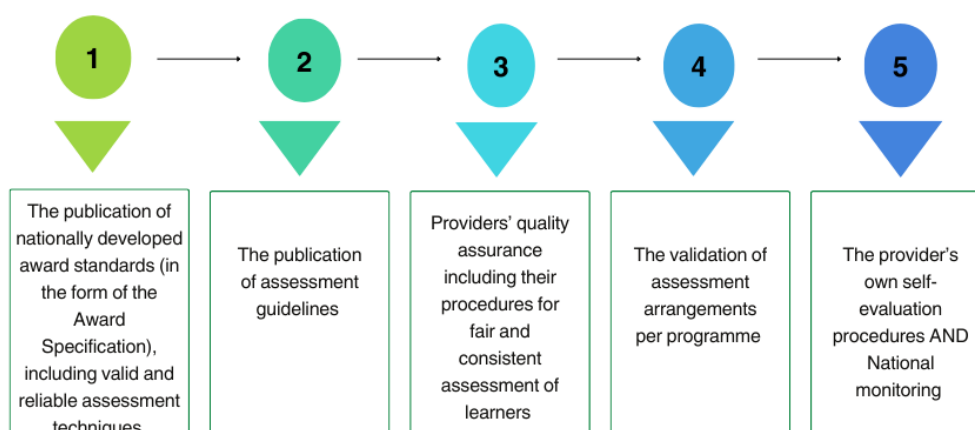 1
2
3
4
5
The publication of
nationally developed
award standards (in
the form of the
Award
Specification),
including valid and
reliable assessment
techniques
The publication
of assessment
guidelines
Providers' quality
assurance
including their
procedures for
fair and
consistent
assessment of
learners
The validation of
assessment
arrangements
per programme
The provider's
own self-
evaluation
procedures AND
National
monitoring